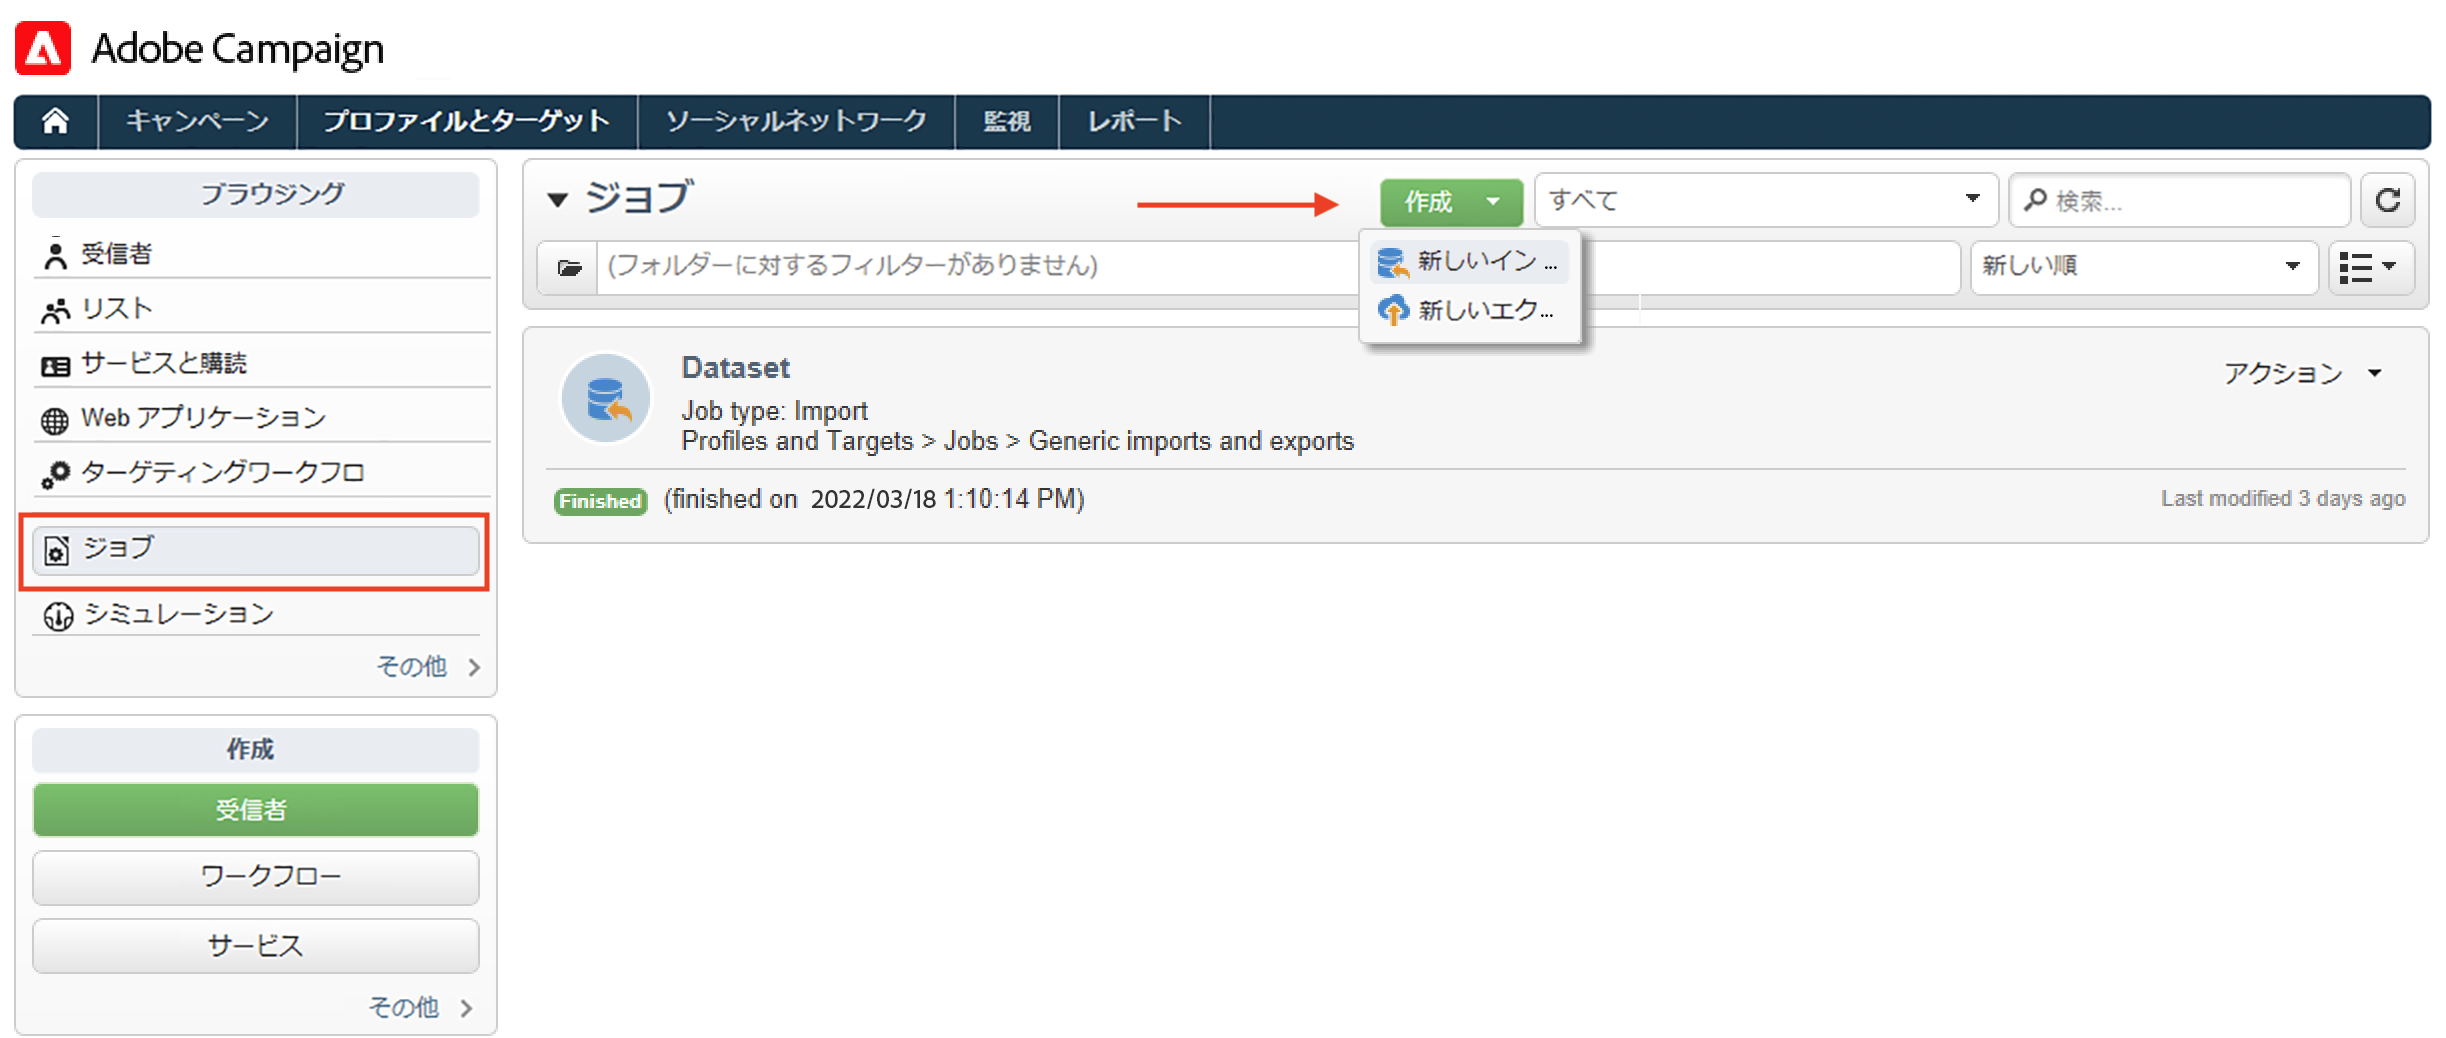 Adobe Campaign
キャンペーン
プロファイルとターゲット
ソーシャルネットワーク
監視
レポート
ブラウジング
受信者
リスト
サービスと購読
Web アプリケーション
ターゲティングワークフロ
ジョブ
シミュレーション
その他
作成
受信者
ワークフロー
サービス
その他
ジョブ
作成
すべて
検索...
(フォルダーに対するフィルターがありません)
新しい順
新しいイン ...
新しいエク...
Dataset
アクション
Job type: Import
Profiles and Targets > Jobs > Generic imports and exports
Finished (finished on 2022/03/18 1:10:14 PM)
Last modified 3 days ago